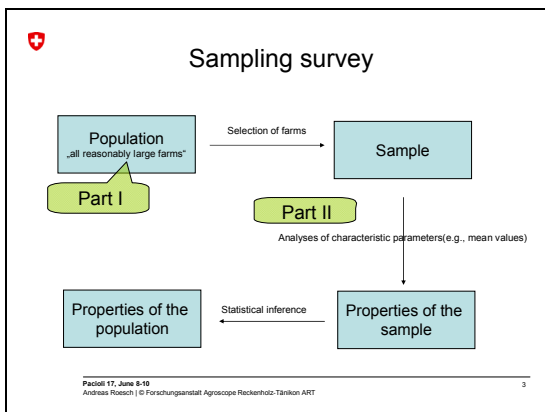 Sampling survey
Population
„all reasonably large farms“
Selection of farms
Sample
Part I
Part II
Analyses of characteristic parameters(e.g., mean values)
Properties of the
population
Statistical inference
Properties of the
sample
Pacioli 17, June 8-10
3
Andreas Roesch | © Forschungsanstalt Agroscope Reckenholz-Tänikon ART